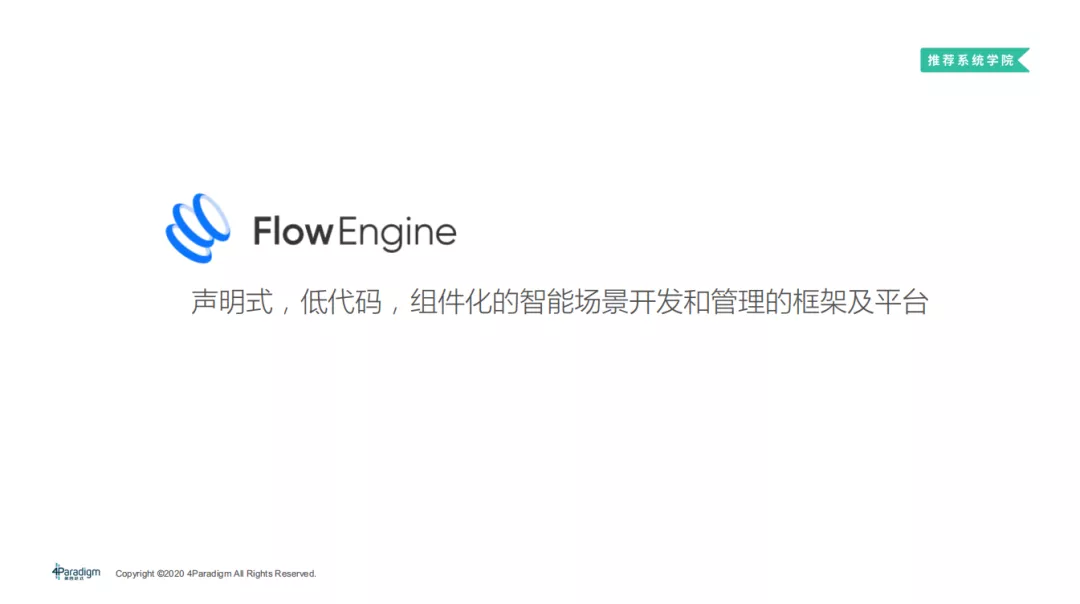 推荐系统学院
FlowEngine
声明式，低代码，组件化的智能场景开发和管理的框架及平台
4Paradigm
第四范式
Copyright ©2020 4Paradigm All Rights Reserved.